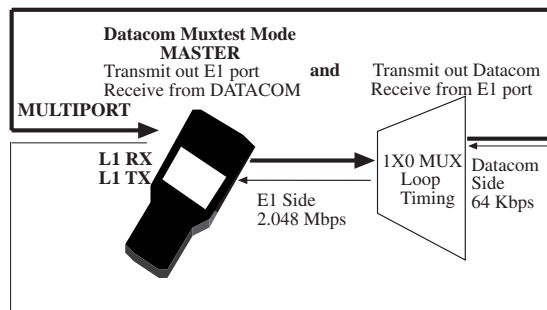 Datacom Muxtest Mode
MASTER
Transmit out E1 port
Receive from DATACOM
and
Transmit out Datacom
Receive from E1 port
MULTIPORT
L1 RX
L1 TX
E1 Side
2.048 Mbps
1X0 MUX
Loop
Timing
Datacom
Side
64 Kbps